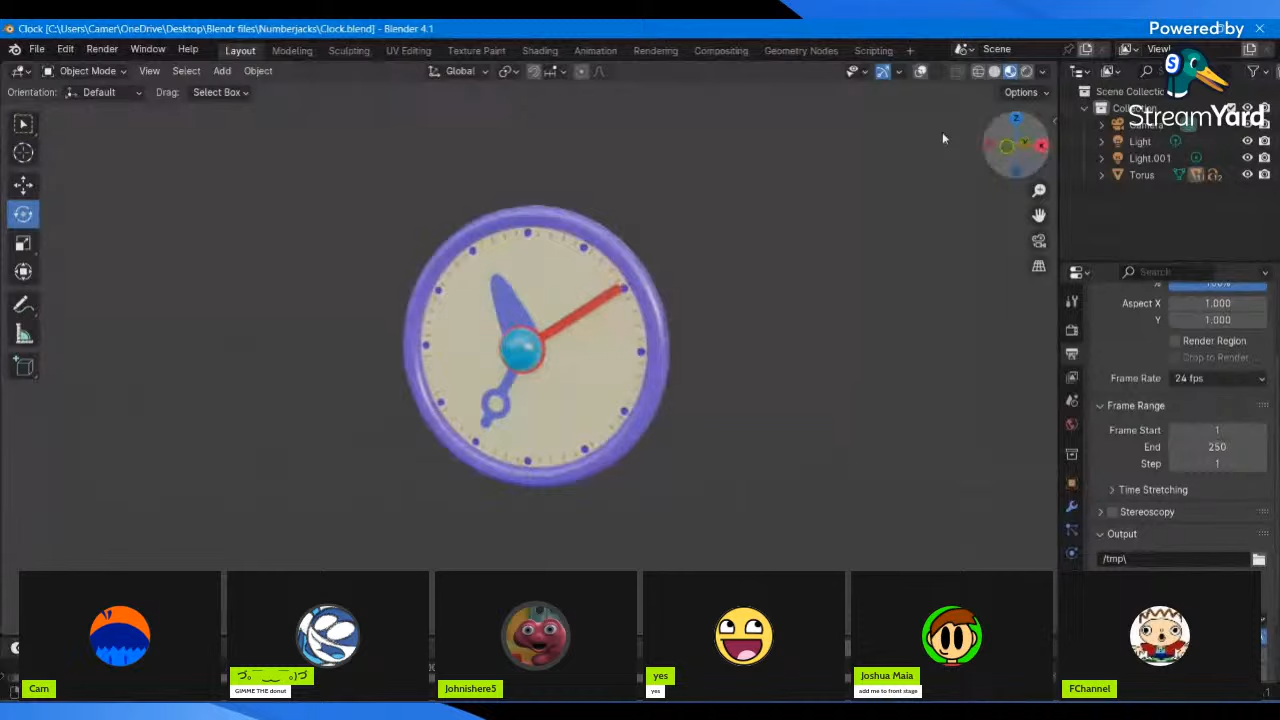 Clock [C:\Users\Camer\OneDrive\Desktop\Blendr files\Numberjacks\Clock.blend] - Blender 4.1
Powered by
StreamYard
File Edit Render Window Help
Layout Modeling Sculpting UV Editing Texture Paint Shading Animation Rendering Compositing Geometry Nodes Scripting +
Scene
Object Mode View Select Add Object
Global
Orientation: Default Drag: Select Box
Options
Scene Collection
Camera
Light
Light.001
Torus
Z
Y
X
Search
%
Aspect X 1.000
Y 1.000
Render Region
Crop to Render
Frame Rate 24 fps
Frame Range
Frame Start 1
End 250
Step 1
Time Stretching
Stereoscopy
Output
/tmp\
Cam
GIMME THE donut
Johnishere5
yes
yes
Joshua Maia
add me to front stage
FChannel